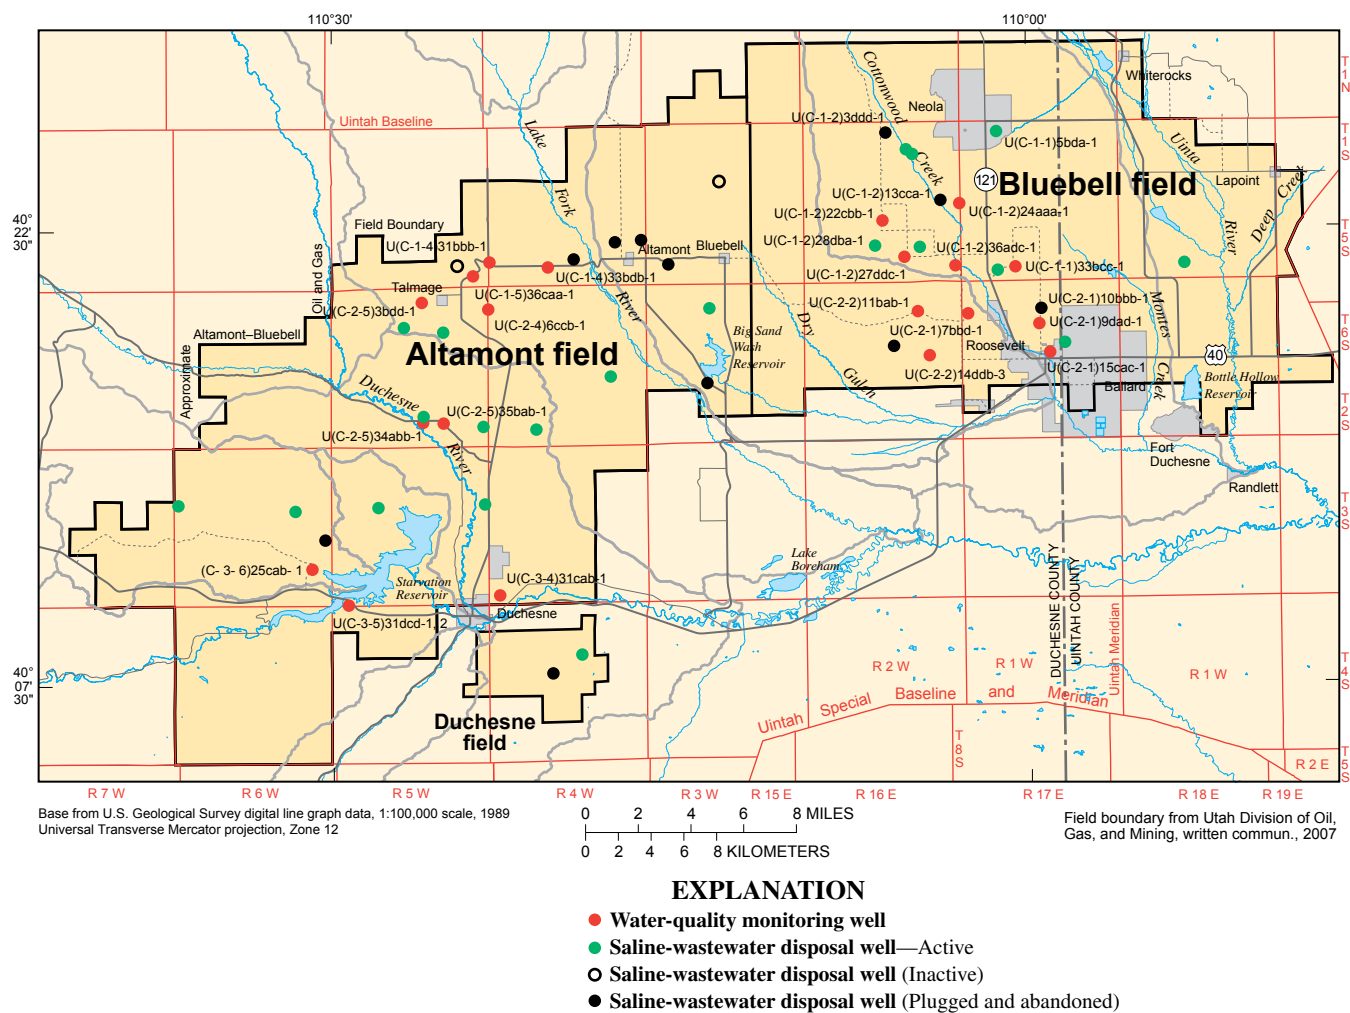 110°30'
110°00'
T
1
N
T
1
S
T
5
S
T
6
S
T
2
S
T
3
S
T
4
S
T
5
S
40°
22'
30"
40°
07'
30"
Whiterocks
Cottonwood
Creek
Neola
Uintah Baseline
U(C-1-2)3ddd-1
U(C-1-1)5bda-1
Lake
Fork
River
Uinta
River
Lapoint
Deep Creek
121
Bluebell field
U(C-1-2)13cca-1
U(C-1-2)24aaa-1
U(C-1-2)22cbb-1
Field Boundary
U(C-1-4)31bbb-1
Altamont
Bluebell
U(C-1-2)28dba-1
U(C-1-2)36adc-1
U(C-1-4)33bdb-1
U(C-1-2)27ddc-1
U(C-1-1)33bcc-1
Oil and Gas
Talmage
U(C-1-5)36caa-1
U(C-2-5)3bdd-1
U(C-2-2)11bab-1
U(C-2-1)10bbb-1
Montes
Creek
U(C-2-4)6ccb-1
Dry
Gulch
U(C-2-1)9dad-1
Altamont–Bluebell
Big Sand
Wash
Reservoir
U(C-2-1)7bbd-1
Roosevelt
Altamont field
40
Approximate
U(C-2-2)14ddb-3
U(C-2-1)15cac-1
Ballard
Bottle Hollow
Reservoir
Duchesne
River
U(C-2-5)35bab-1
U(C-2-5)34abb-1
Fort
Duchesne
Randlett
(C- 3- 6)25cab- 1
Starvation
Reservoir
U(C-3-4)31cab-1
Lake
Boreham
DUCHESNE COUNTY
UINTAH COUNTY
Uintah Meridian
Duchesne
U(C-3-5)31dcd-1, 2
R 2 W
R 1 W
R 1 W
Uintah Special Baseline and Meridian
Duchesne
field
T
8
S
R 2 E
R 7 W
R 6 W
R 5 W
R 4 W
R 3 W
R 15 E
R 16 E
R 17 E
R 18 E
R 19 E
Base from U.S. Geological Survey digital line graph data, 1:100,000 scale, 1989
Universal Transverse Mercator projection, Zone 12
0 2 4 6 8 MILES
0 2 4 6 8 KILOMETERS
Field boundary from Utah Division of Oil,
Gas, and Mining, written commun., 2007
EXPLANATION
Water-quality monitoring well
Saline-wastewater disposal well—Active
Saline-wastewater disposal well (Inactive)
Saline-wastewater disposal well (Plugged and abandoned)